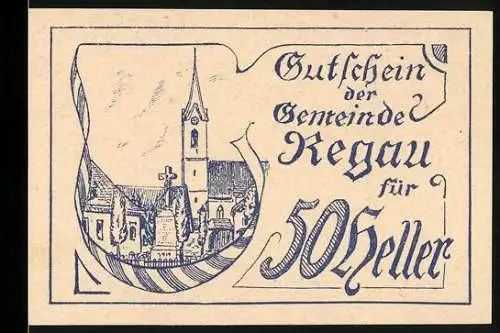 Gutschein
der
Gemeinde
Regau
für
50 Heller